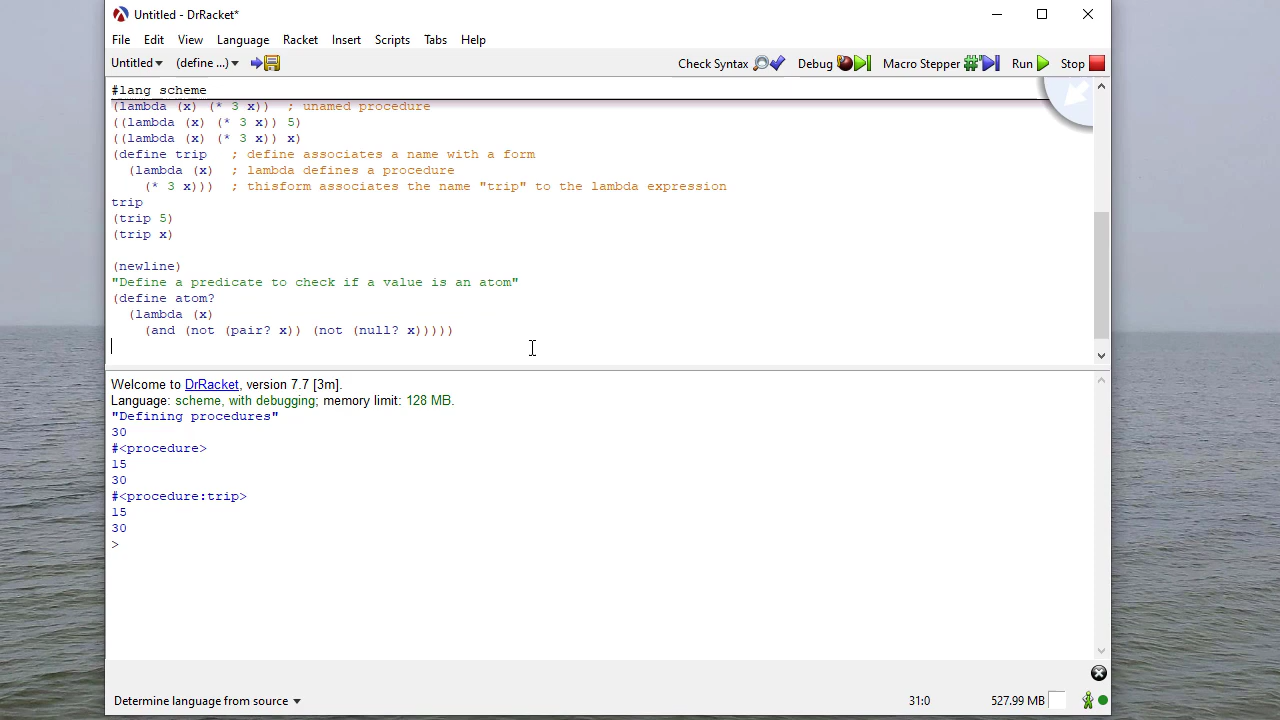 Untitled - DrRacket*
File Edit View Language Racket Insert Scripts Tabs Help
Untitled (define ...) Check Syntax Debug Macro Stepper Run Stop
#lang scheme
(lambda (x) (* 3 x)) ; unamed procedure
((lambda (x) (* 3 x)) 5)
((lambda (x) (* 3 x)) x)
(define trip ; define associates a name with a form
(lambda (x) ; lambda defines a procedure
(* 3 x))) ; thisform associates the name "trip" to the lambda expression
trip
(trip 5)
(trip x)
(newline)
"Define a predicate to check if a value is an atom"
(define atom?
(lambda (x)
(and (not (pair? x)) (not (null? x)))))
Welcome to DrRacket, version 7.7 [3m].
Language: scheme, with debugging; memory limit: 128 MB.
"Defining procedures"
30
#<procedure>
15
30
#<procedure:trip>
15
30
>
Determine language from source 31:0 527.99 MB